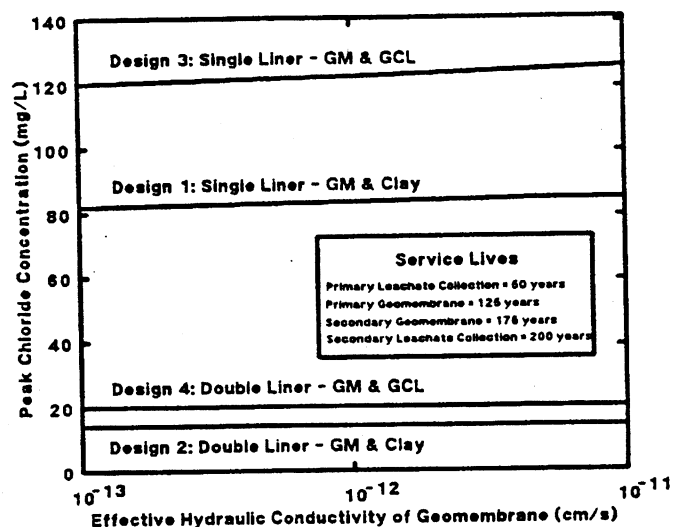 140
120
100
80
60
40
20
0
Peak Chloride Concentration (mg/L)
Design 3: Single Liner - GM & GCL
Design 1: Single Liner - GM & Clay
Service Lives
Primary Leachate Collection = 60 years
Primary Geomembrane = 125 years
Secondary Geomembrane = 175 years
Secondary Leachate Collection = 200 years
Design 4: Double Liner - GM & GCL
Design 2: Double Liner - GM & Clay
10-13 10-12 10-11
Effective Hydraulic Conductivity of Geomembrane (cm/s)